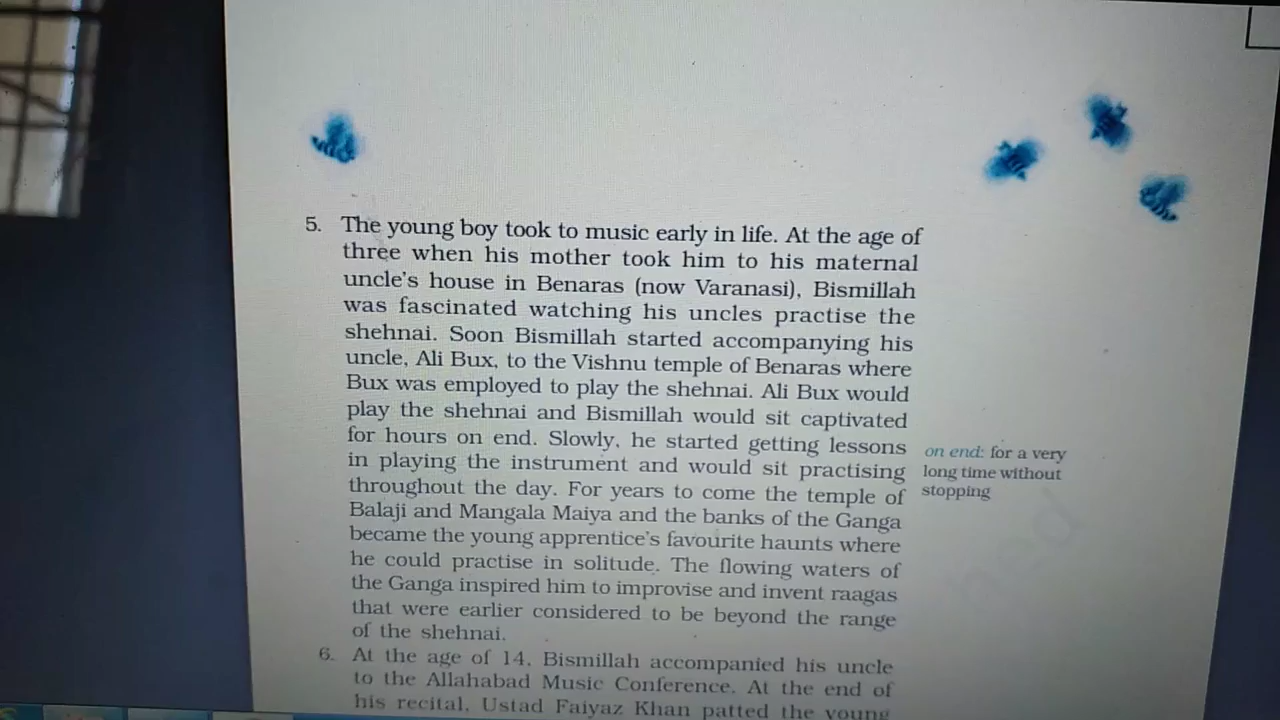 5. The young boy took to music early in life. At the age of
three when his mother took him to his maternal
uncle's house in Benaras (now Varanasi), Bismillah
was fascinated watching his uncles practise the
shehnai. Soon Bismillah started accompanying his
uncle, Ali Bux, to the Vishnu temple of Benaras where
Bux was employed to play the shehnai. Ali Bux would
play the shehnai and Bismillah would sit captivated
for hours on end. Slowly, he started getting lessons
in playing the instrument and would sit practising
throughout the day. For years to come the temple of
Balaji and Mangala Maiya and the banks of the Ganga
became the young apprentice's favourite haunts where
he could practise in solitude. The flowing waters of
the Ganga inspired him to improvise and invent raagas
that were earlier considered to be beyond the range
of the shehnai.
on end: for a very
long time without
stopping
6. At the age of 14, Bismillah accompanied his uncle
to the Allahabad Music Conference. At the end of
his recital, Ustad Faiyaz Khan patted the young